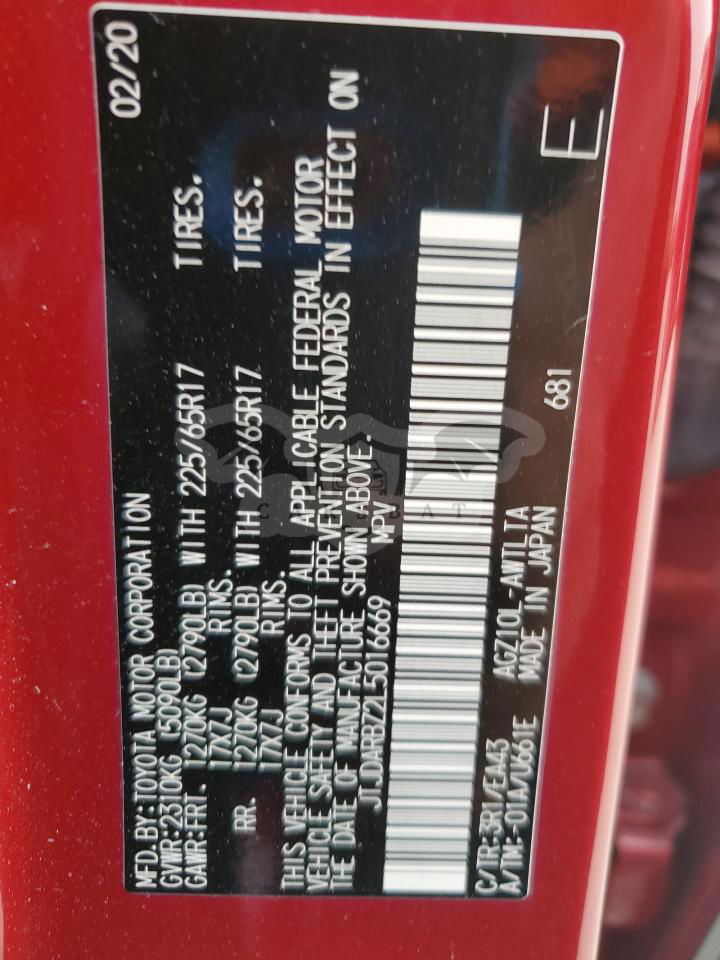 MFD.BY:TOYOTA MOTOR CORPORATION 02/20
GVWR:2310KG (5090LB)
GAWR:FRT. 1270KG (2790LB) WITH 225/65R17 TIRES.
17X7J RIMS.
RR. 1270KG (2790LB) WITH 225/65R17 TIRES.
17X7J RIMS.
THIS VEHICLE CONFORMS TO ALL APPLICABLE FEDERAL MOTOR
VEHICLE SAFETY AND THEFT PREVENTION STANDARDS IN EFFECT ON
THE DATE OF MANUFACTURE SHOWN ABOVE.
JTJDARBZ2L5016669 MPV
C/TR:3R1/EA43 AGZ10L-AWTLTA
A/TM:-01A/U661E MADE IN JAPAN 681 E